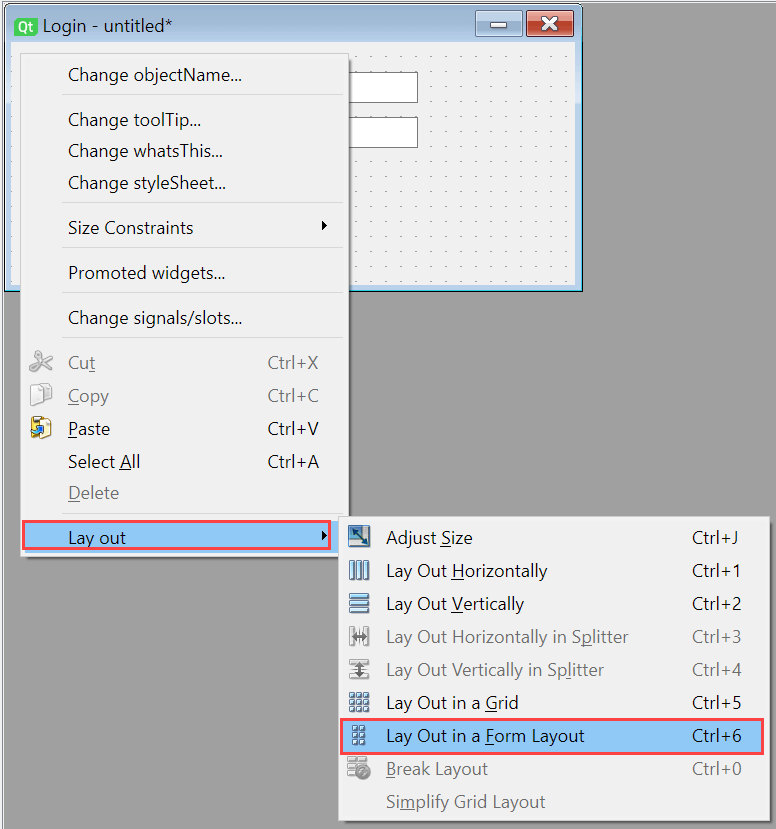 Qt Login - untitled*
Change objectName...
Change toolTip...
Change whatsThis...
Change styleSheet...
Size Constraints
Promoted widgets...
Change signals/slots...
Cut Ctrl+X
Copy Ctrl+C
Paste Ctrl+V
Select All Ctrl+A
Delete
Lay out
Adjust Size Ctrl+J
Lay Out Horizontally Ctrl+1
Lay Out Vertically Ctrl+2
Lay Out Horizontally in Splitter Ctrl+3
Lay Out Vertically in Splitter Ctrl+4
Lay Out in a Grid Ctrl+5
Lay Out in a Form Layout Ctrl+6
Break Layout Ctrl+0
Simplify Grid Layout